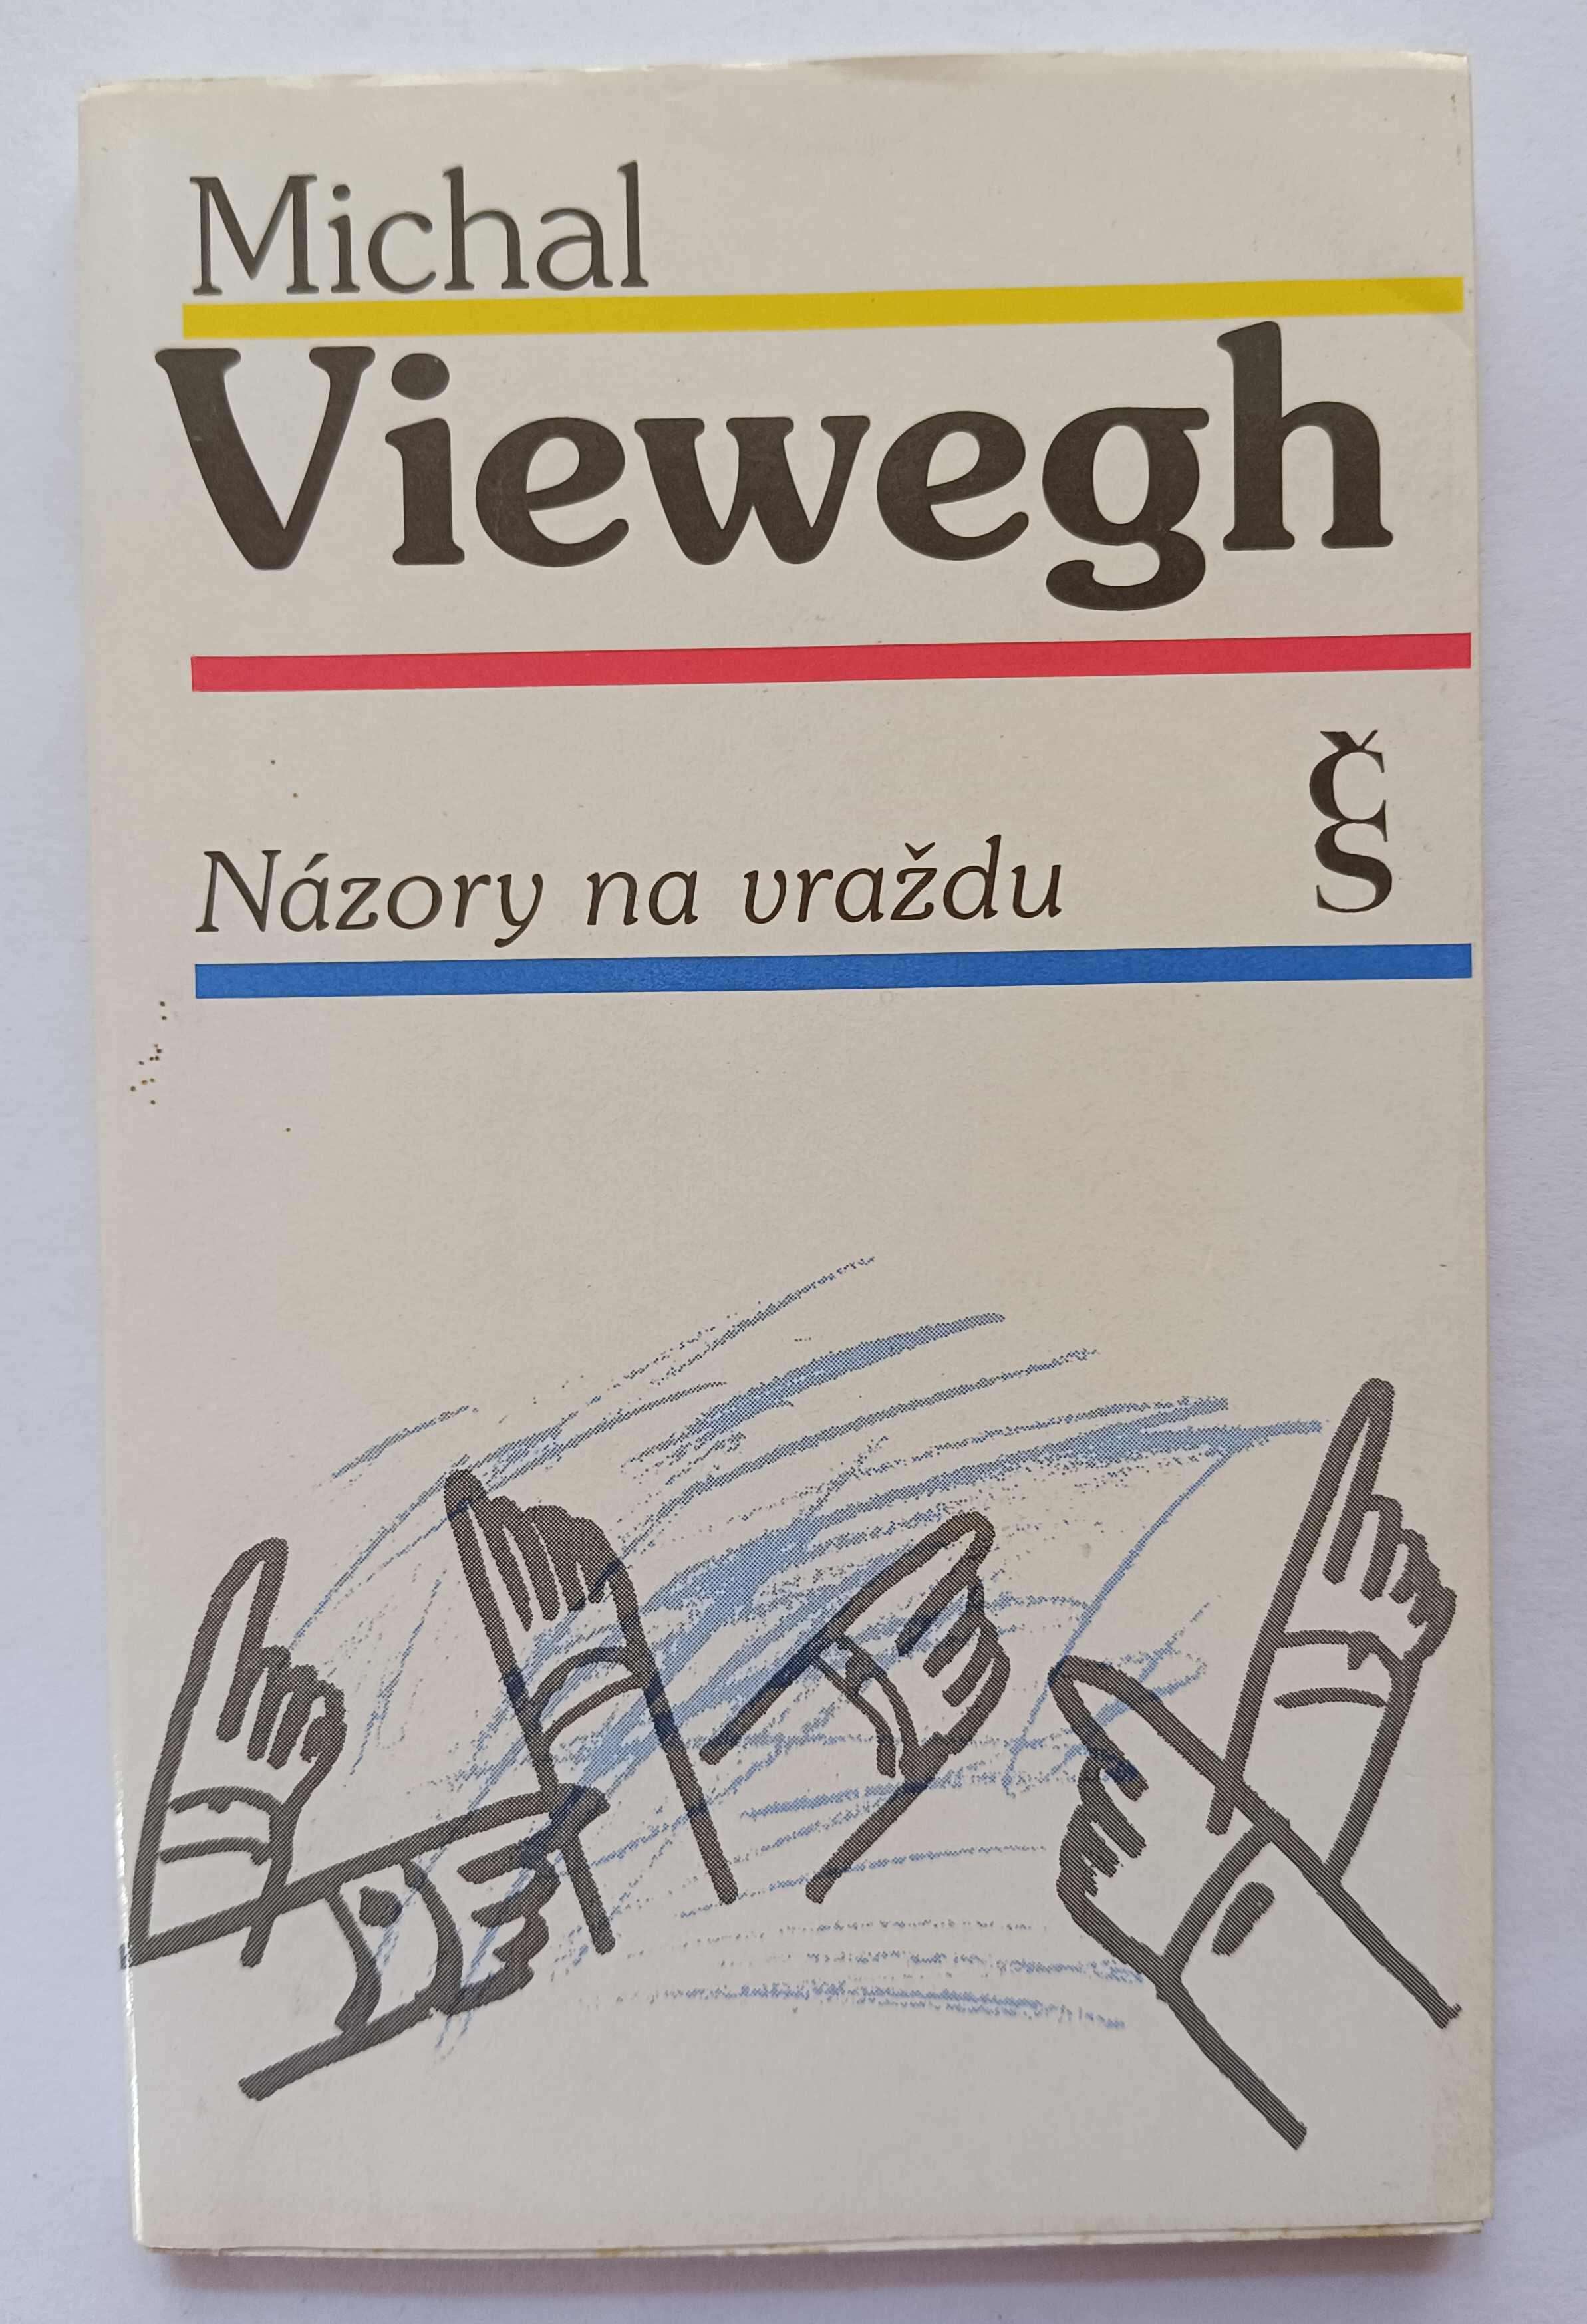 Michal
Viewegh
Č
S
Názory na vraždu